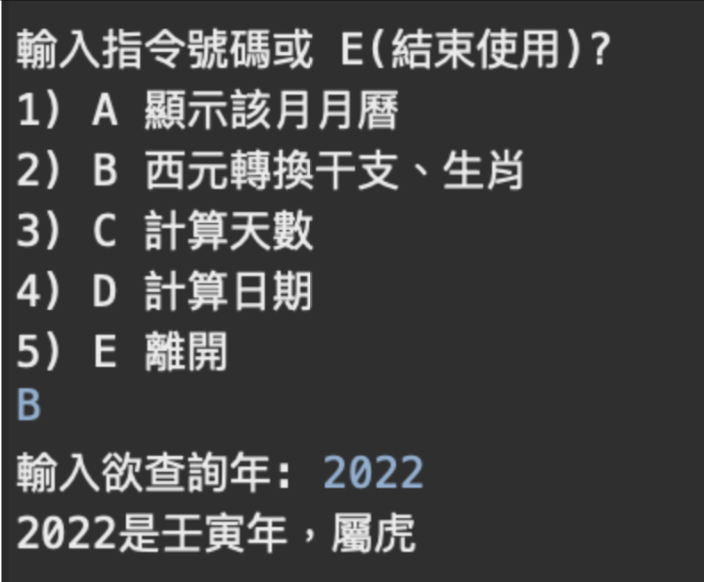 輸入指令號碼或 E(結束使用)?
1) A 顯示該月月曆
2) B 西元轉換干支、生肖
3) C 計算天數
4) D 計算日期
5) E 離開
B
輸入欲查詢年: 2022
2022是壬寅年，屬虎